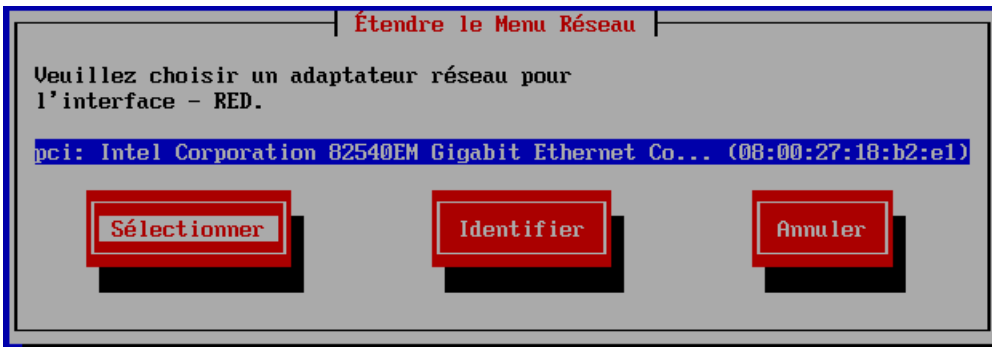 Étendre le Menu Réseau
Veuillez choisir un adaptateur réseau pour
l'interface - RED.
pci: Intel Corporation 82540EM Gigabit Ethernet Co... (08:00:27:18:b2:e1)
Sélectionner Identifier Annuler